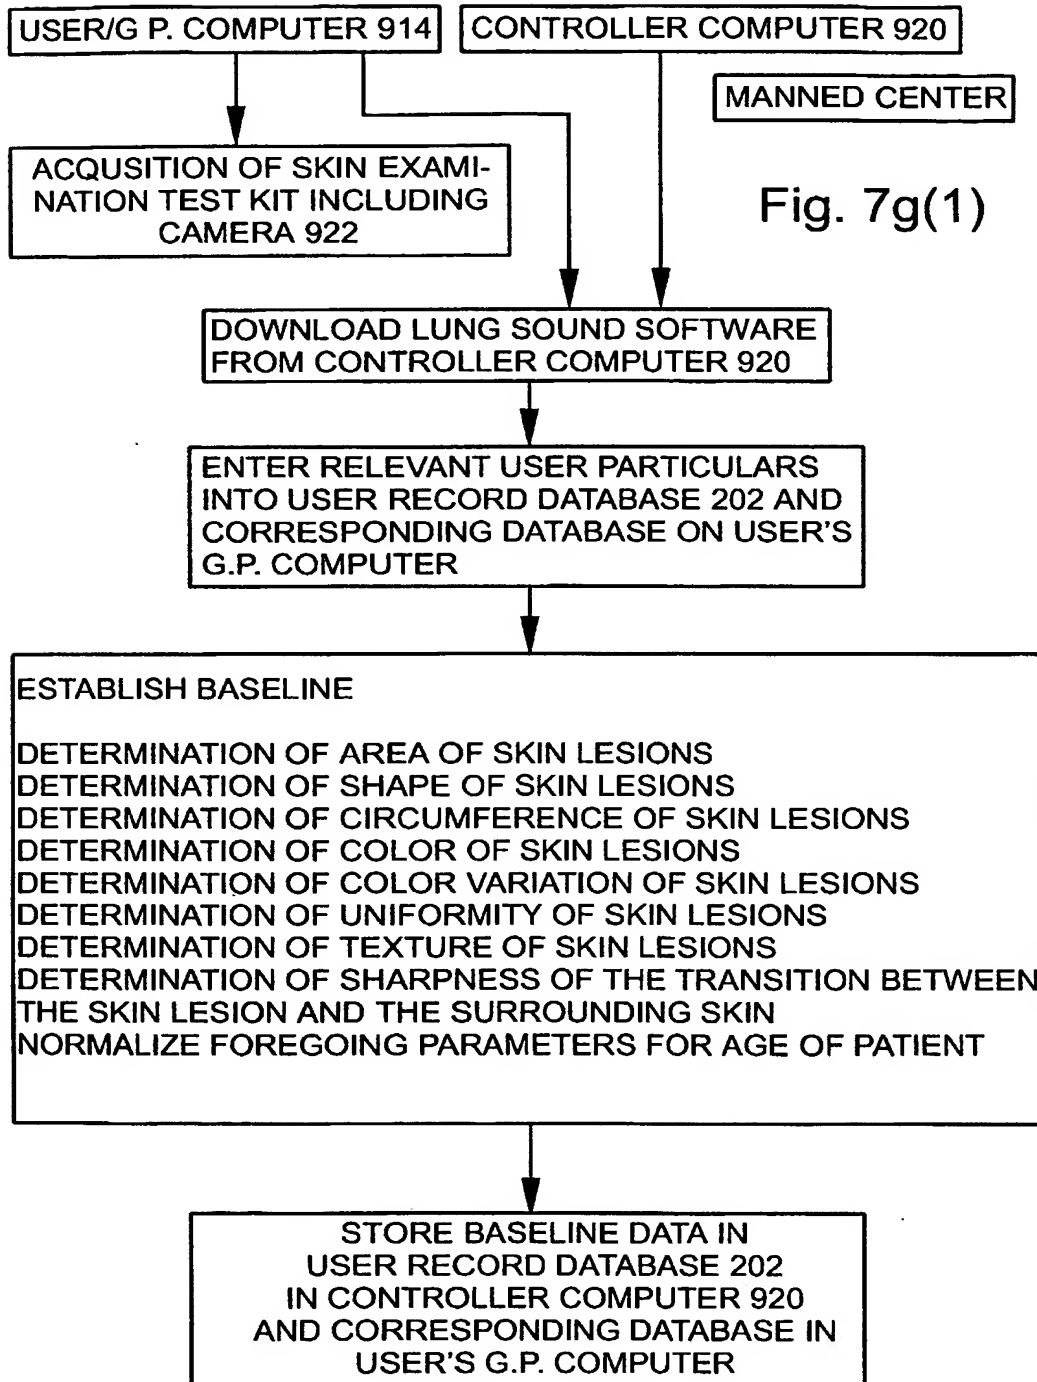 USER/G P. COMPUTER 914
CONTROLLER COMPUTER 920
MANNED CENTER
ACQUSITION OF SKIN EXAMI-
NATION TEST KIT INCLUDING
CAMERA 922
Fig. 7g(1)
DOWNLOAD LUNG SOUND SOFTWARE
FROM CONTROLLER COMPUTER 920
ENTER RELEVANT USER PARTICULARS
INTO USER RECORD DATABASE 202 AND
CORRESPONDING DATABASE ON USER'S
G.P. COMPUTER
ESTABLISH BASELINE
DETERMINATION OF AREA OF SKIN LESIONS
DETERMINATION OF SHAPE OF SKIN LESIONS
DETERMINATION OF CIRCUMFERENCE OF SKIN LESIONS
DETERMINATION OF COLOR OF SKIN LESIONS
DETERMINATION OF COLOR VARIATION OF SKIN LESIONS
DETERMINATION OF UNIFORMITY OF SKIN LESIONS
DETERMINATION OF TEXTURE OF SKIN LESIONS
DETERMINATION OF SHARPNESS OF THE TRANSITION BETWEEN
THE SKIN LESION AND THE SURROUNDING SKIN
NORMALIZE FOREGOING PARAMETERS FOR AGE OF PATIENT
STORE BASELINE DATA IN
USER RECORD DATABASE 202
IN CONTROLLER COMPUTER 920
AND CORRESPONDING DATABASE IN
USER'S G.P. COMPUTER